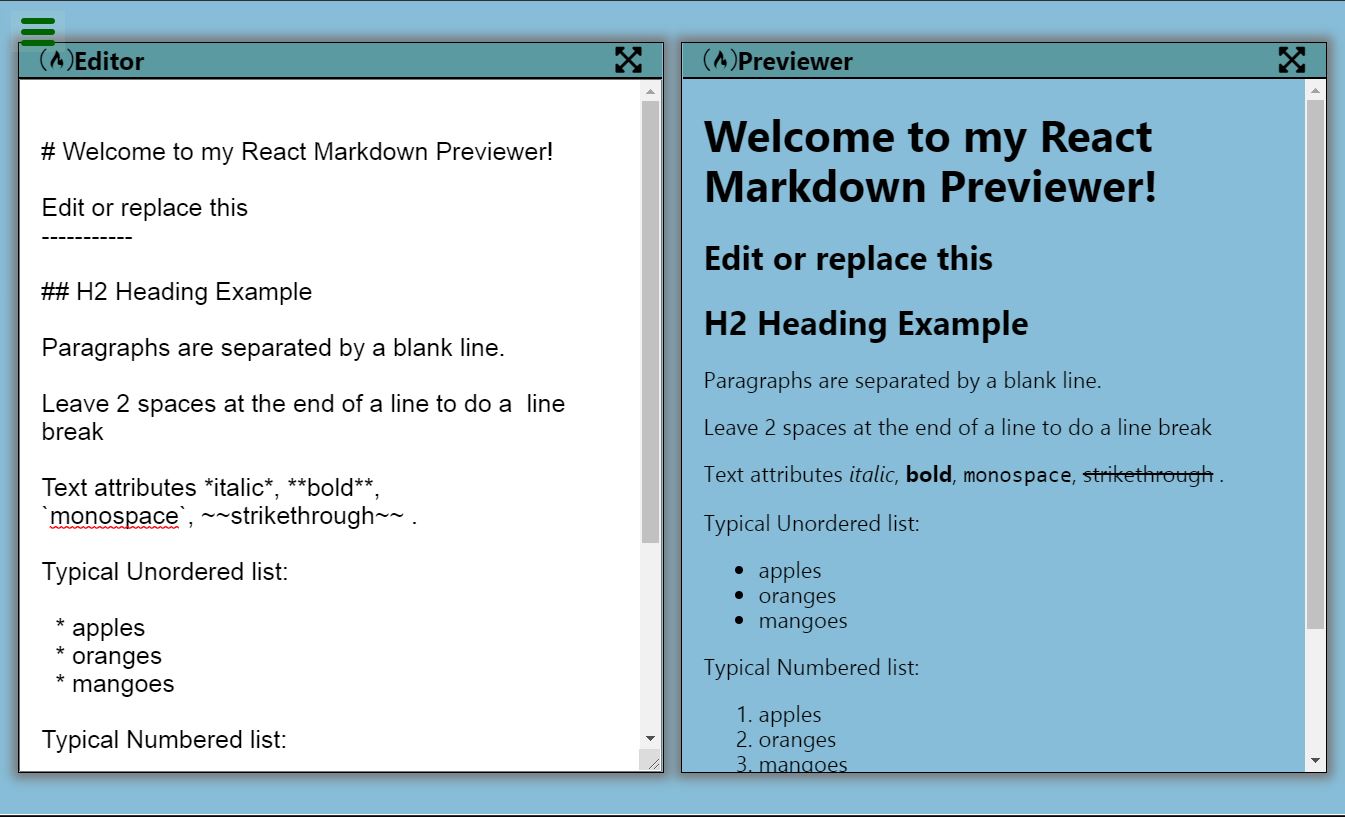 Editor
# Welcome to my React Markdown Previewer!
Edit or replace this
-----------
## H2 Heading Example
Paragraphs are separated by a blank line.
Leave 2 spaces at the end of a line to do a  line
break
Text attributes *italic*, **bold**,
`monospace`, ~~strikethrough~~ .
Typical Unordered list:
* apples
* oranges
* mangoes
Typical Numbered list:
Previewer
Welcome to my React
Markdown Previewer!
Edit or replace this
H2 Heading Example
Paragraphs are separated by a blank line.
Leave 2 spaces at the end of a line to do a line break
Text attributes italic, bold, monospace, strikethrough .
Typical Unordered list:
• apples
• oranges
• mangoes
Typical Numbered list:
1. apples
2. oranges
3. mangoes